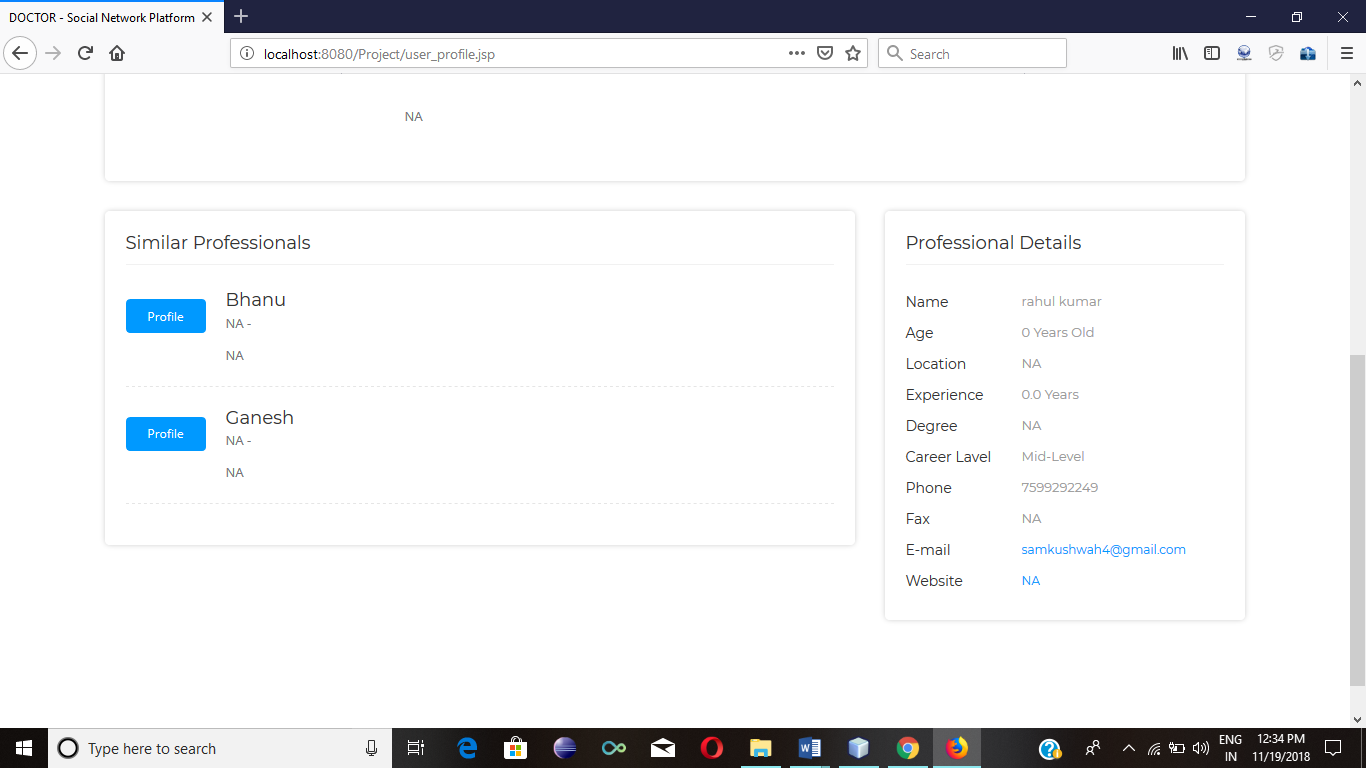 DOCTOR - Social Network Platform
localhost:8080/Project/user_profile.jsp
Search
NA
Similar Professionals
Profile
Bhanu
NA -
NA
Profile
Ganesh
NA -
NA
Professional Details
Name rahul kumar
Age 0 Years Old
Location NA
Experience 0.0 Years
Degree NA
Career Lavel Mid-Level
Phone 7599292249
Fax NA
E-mail samkushwah4@gmail.com
Website NA
Type here to search
ENG
IN
12:34 PM
11/19/2018